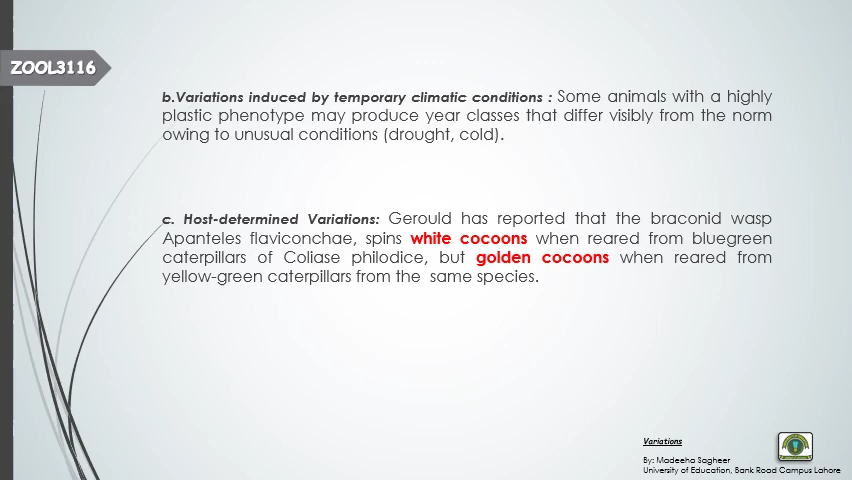 ZOOL3116
b.Variations induced by temporary climatic conditions : Some animals with a highly
plastic phenotype may produce year classes that differ visibly from the norm
owing to unusual conditions (drought, cold).
c. Host-determined Variations: Gerould has reported that the braconid wasp
Apanteles flaviconchae, spins white cocoons when reared from bluegreen
caterpillars of Coliase philodice, but golden cocoons when reared from
yellow-green caterpillars from the same species.
Variations
By: Madeeha Sagheer
University of Education, Bank Road Campus Lahore